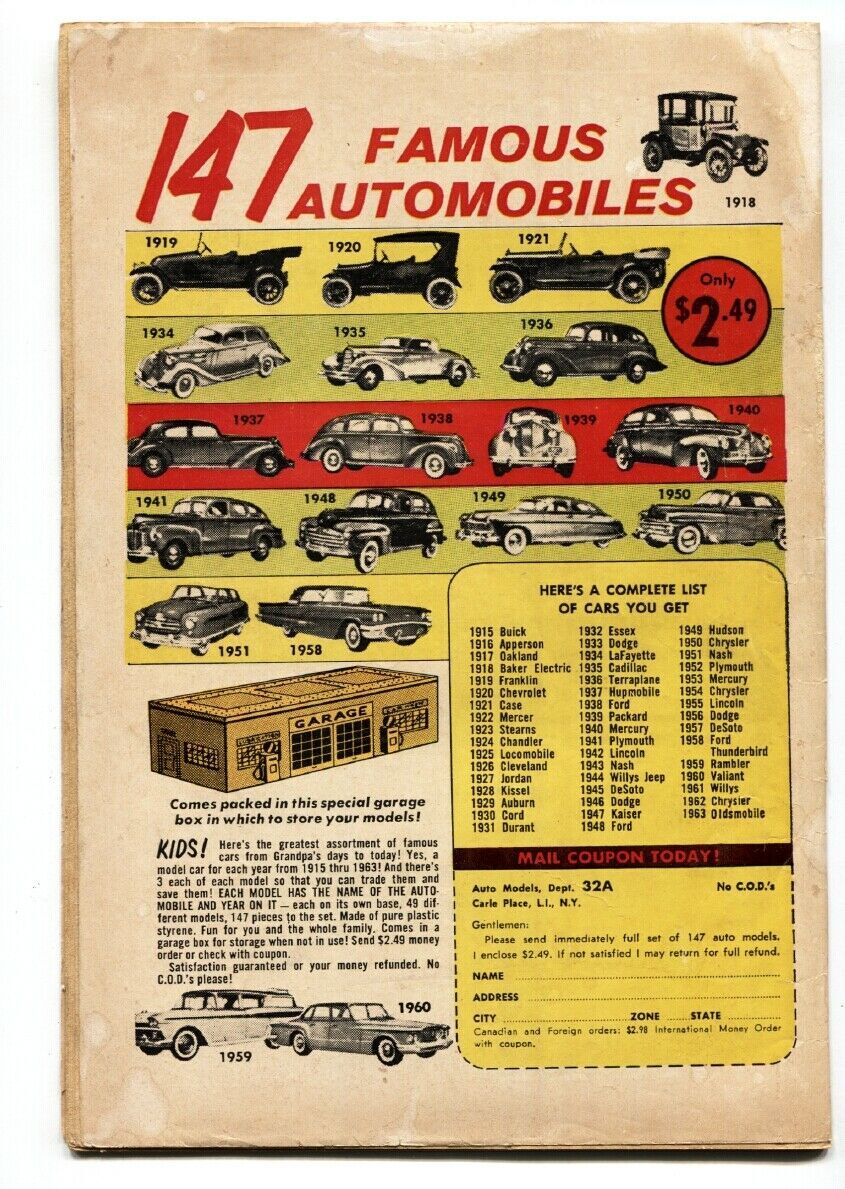 147 FAMOUS
AUTOMOBILES
1918
1919
1920
1921
Only
$2.49
1934
1935
1936
1937
1938
1939
1940
1941
1948
1949
1950
1951
1958
GARAGE
Comes packed in this special garage
box in which to store your models!
KIDS! Here's the greatest assortment of famous
cars from Grandpa's days to today! Yes, a
model car for each year from 1915 thru 1963! And there's
3 each of each model so that you can trade them and
save them! EACH MODEL HAS THE NAME OF THE AUTO-
MOBILE AND YEAR ON IT — each on its own base, 49 dif-
ferent models, 147 pieces to the set. Made of pure plastic
styrene. Fun for you and the whole family. Comes in a
garage box for storage when not in use! Send $2.49 money
order or check with coupon.
Satisfaction guaranteed or your money refunded. No
C.O.D.'s please!
1959
1960
HERE'S A COMPLETE LIST
OF CARS YOU GET
1915 Buick
1916 Apperson
1917 Oakland
1918 Baker Electric
1919 Franklin
1920 Chevrolet
1921 Case
1922 Mercer
1923 Stearns
1924 Chandler
1925 Locomobile
1926 Cleveland
1927 Jordan
1928 Kissel
1929 Auburn
1930 Cord
1931 Durant
1932 Essex
1933 Dodge
1934 LaFayette
1935 Cadillac
1936 Terraplane
1937 Hupmobile
1938 Ford
1939 Packard
1940 Mercury
1941 Plymouth
1942 Lincoln
1943 Nash
1944 Willys Jeep
1945 DeSoto
1946 Dodge
1947 Kaiser
1948 Ford
1949 Hudson
1950 Chrysler
1951 Nash
1952 Plymouth
1953 Mercury
1954 Chrysler
1955 Lincoln
1956 Dodge
1957 DeSoto
1958 Ford
Thunderbird
1959 Rambler
1960 Valiant
1961 Willys
1962 Chrysler
1963 Oldsmobile
MAIL COUPON TODAY!
Auto Models, Dept. 32A No C.O.D.'s
Carle Place, L.I., N.Y.
Gentlemen:
Please send immediately full set of 147 auto models.
I enclose $2.49. If not satisfied I may return for full refund.
NAME
ADDRESS
CITY ZONE STATE
Canadian and Foreign orders: $2.98 International Money Order
with coupon.